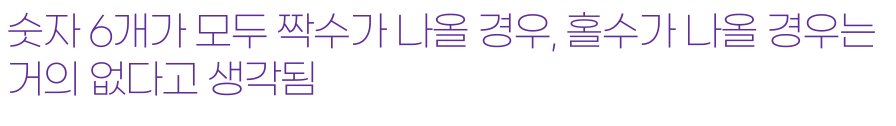 숫자 6개가 모두 짝수가 나올 경우, 홀수가 나올 경우는
거의 없다고 생각됨